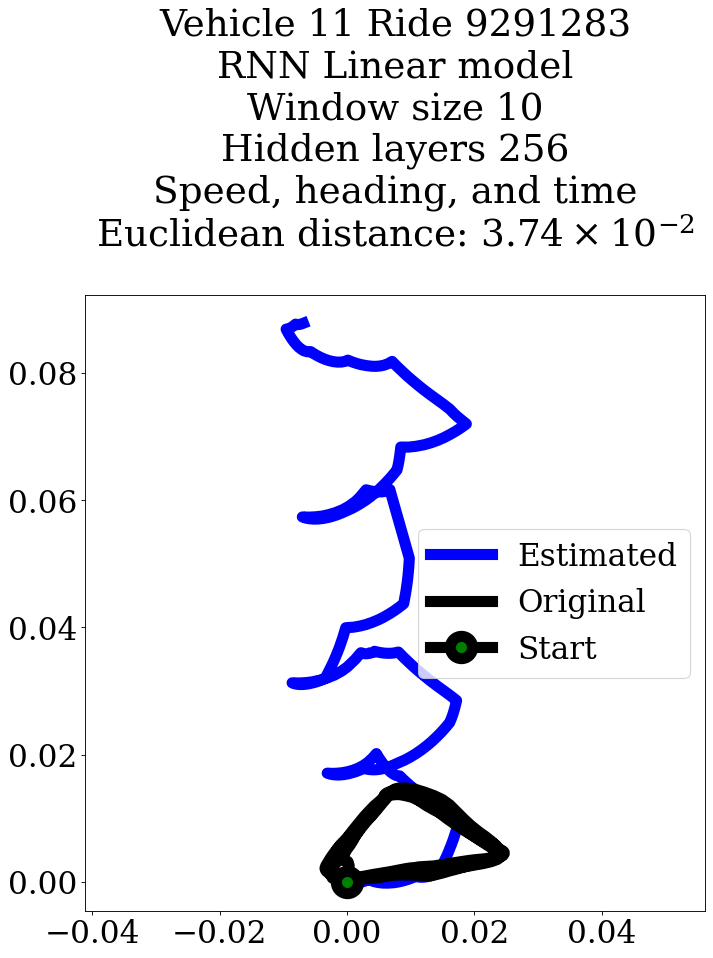 Vehicle 11 Ride 9291283
RNN Linear model
Window size 10
Hidden layers 256
Speed, heading, and time
Euclidean distance: 3.74 × 10⁻²
0.08
0.06
0.04
0.02
0.00
Estimated
Original
Start
−0.04 −0.02 0.00 0.02 0.04